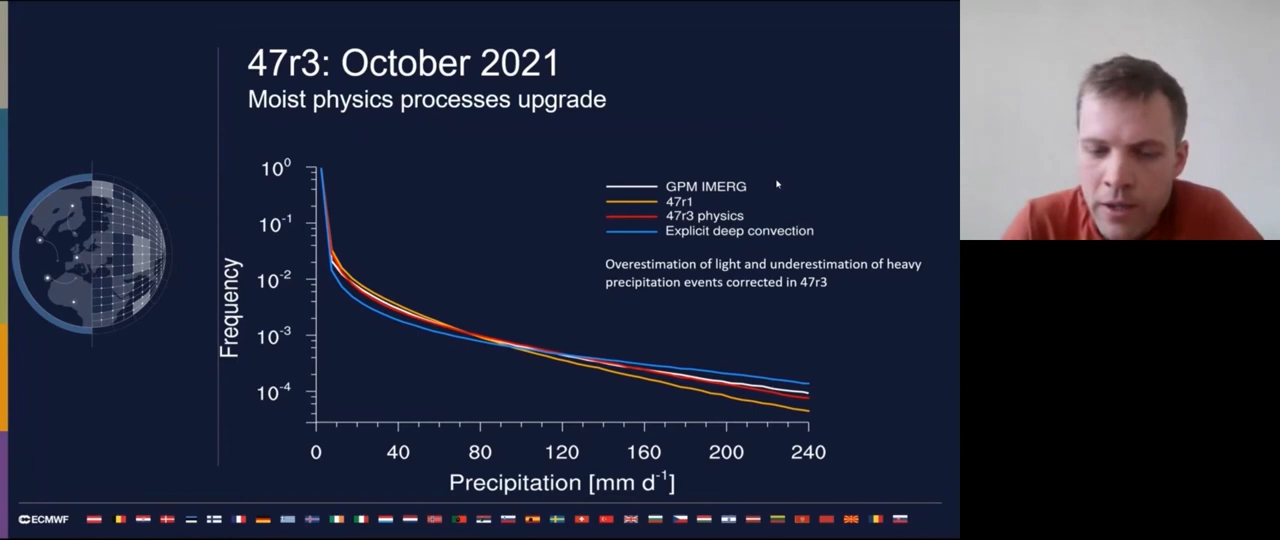 47r3: October 2021
Moist physics processes upgrade
10⁰
10⁻¹
10⁻²
10⁻³
10⁻⁴
Frequency
GPM IMERG
47r1
47r3 physics
Explicit deep convection
Overestimation of light and underestimation of heavy
precipitation events corrected in 47r3
0 40 80 120 160 200 240
Precipitation [mm d⁻¹]
ECMWF